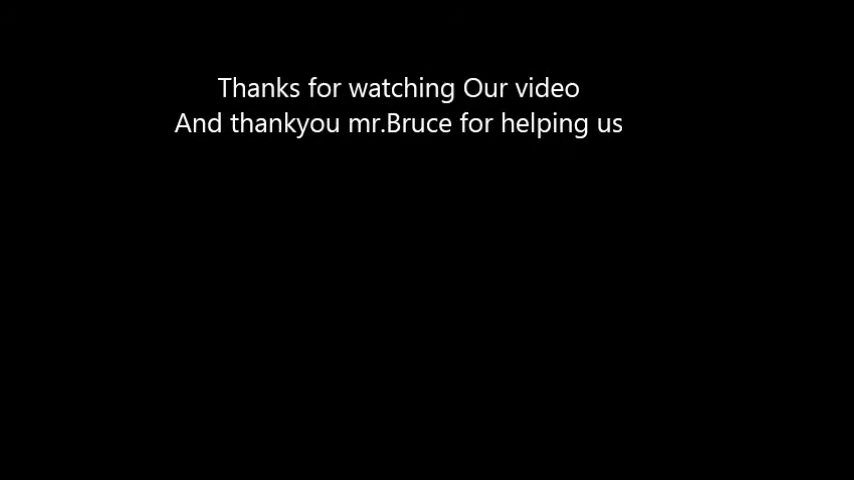 Thanks for watching Our video
And thankyou mr.Bruce for helping us